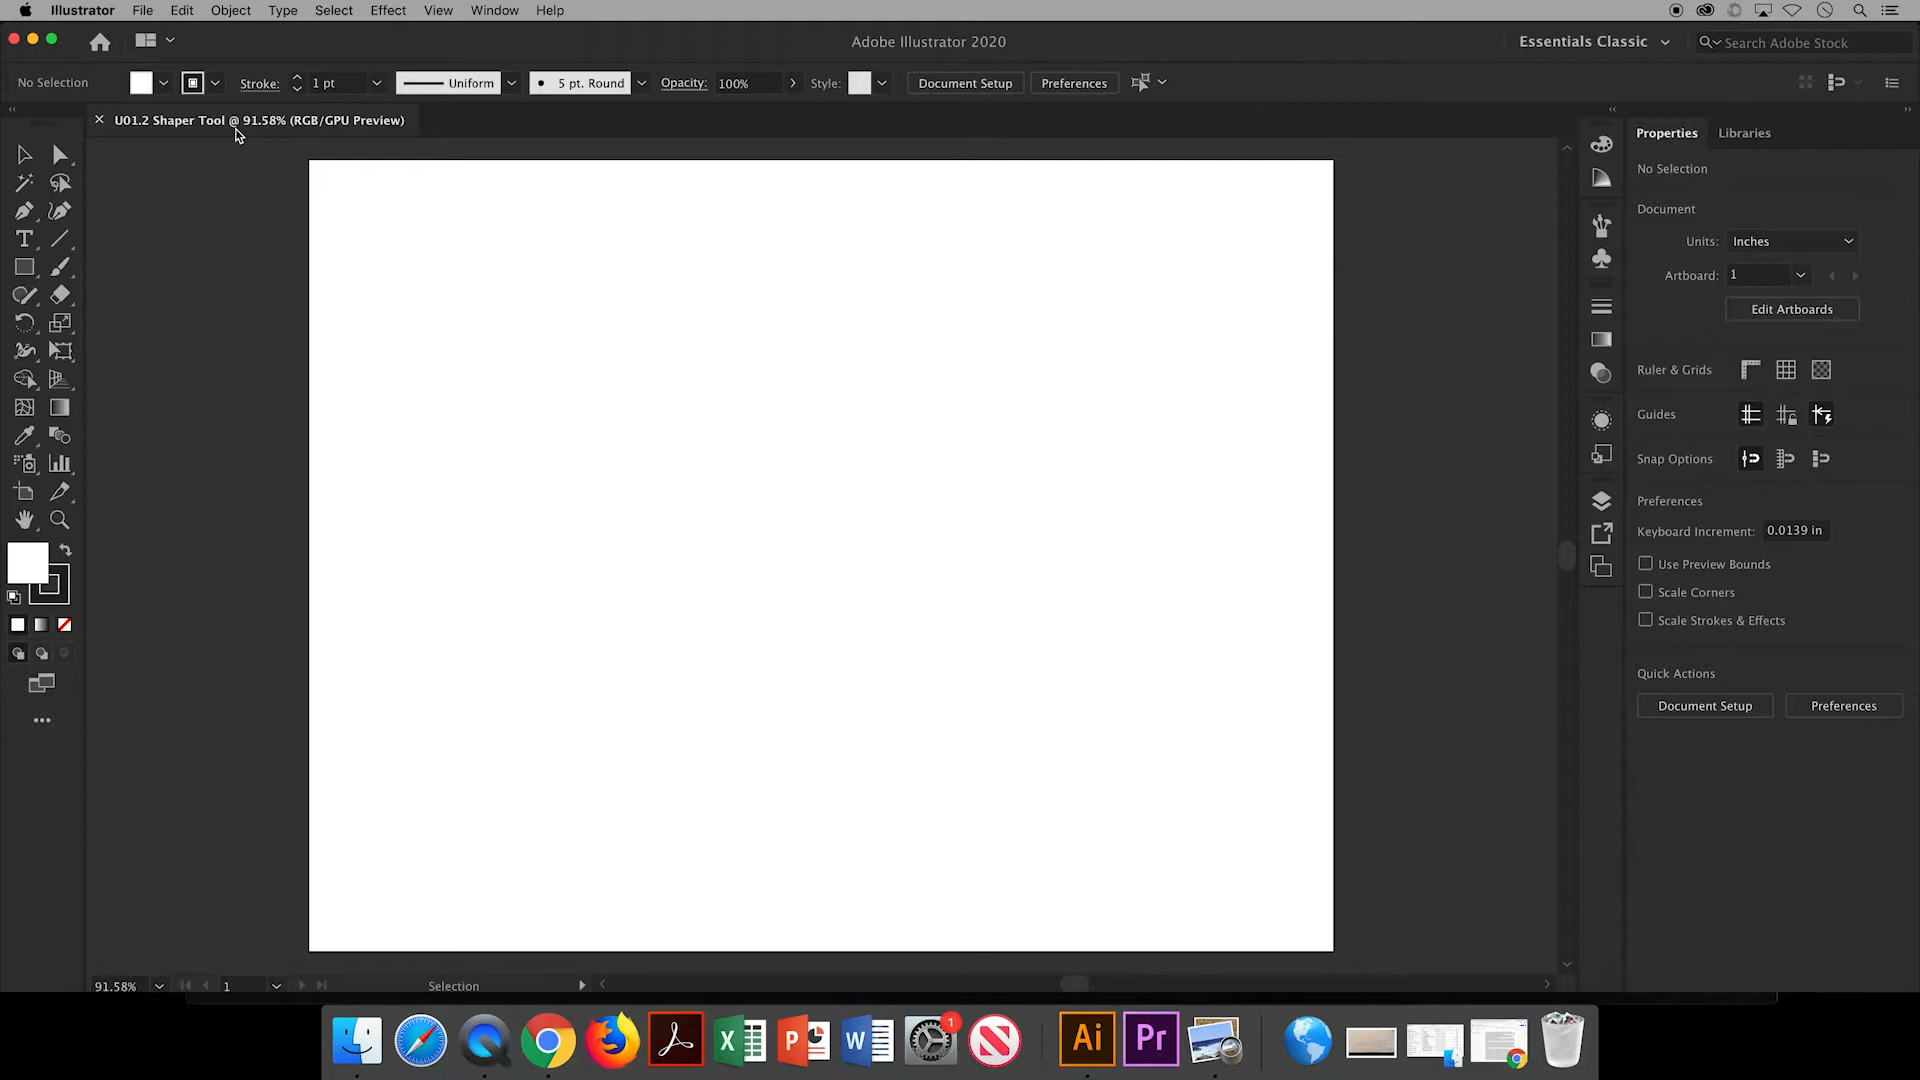 Illustrator File Edit Object Type Select Effect View Window Help
Adobe Illustrator 2020
Essentials Classic
Search Adobe Stock
No Selection
Stroke: 1 pt
Uniform
5 pt. Round
Opacity: 100%
Style:
Document Setup
Preferences
U01.2 Shaper Tool @ 91.58% (RGB/GPU Preview)
Properties Libraries
No Selection
Document
Units: Inches
Artboard: 1
Edit Artboards
Ruler & Grids
Guides
Snap Options
Preferences
Keyboard Increment: 0.0139 in
Use Preview Bounds
Scale Corners
Scale Strokes & Effects
Quick Actions
Document Setup Preferences
91.58% 1 Selection
X P W 1 N Ai Pr